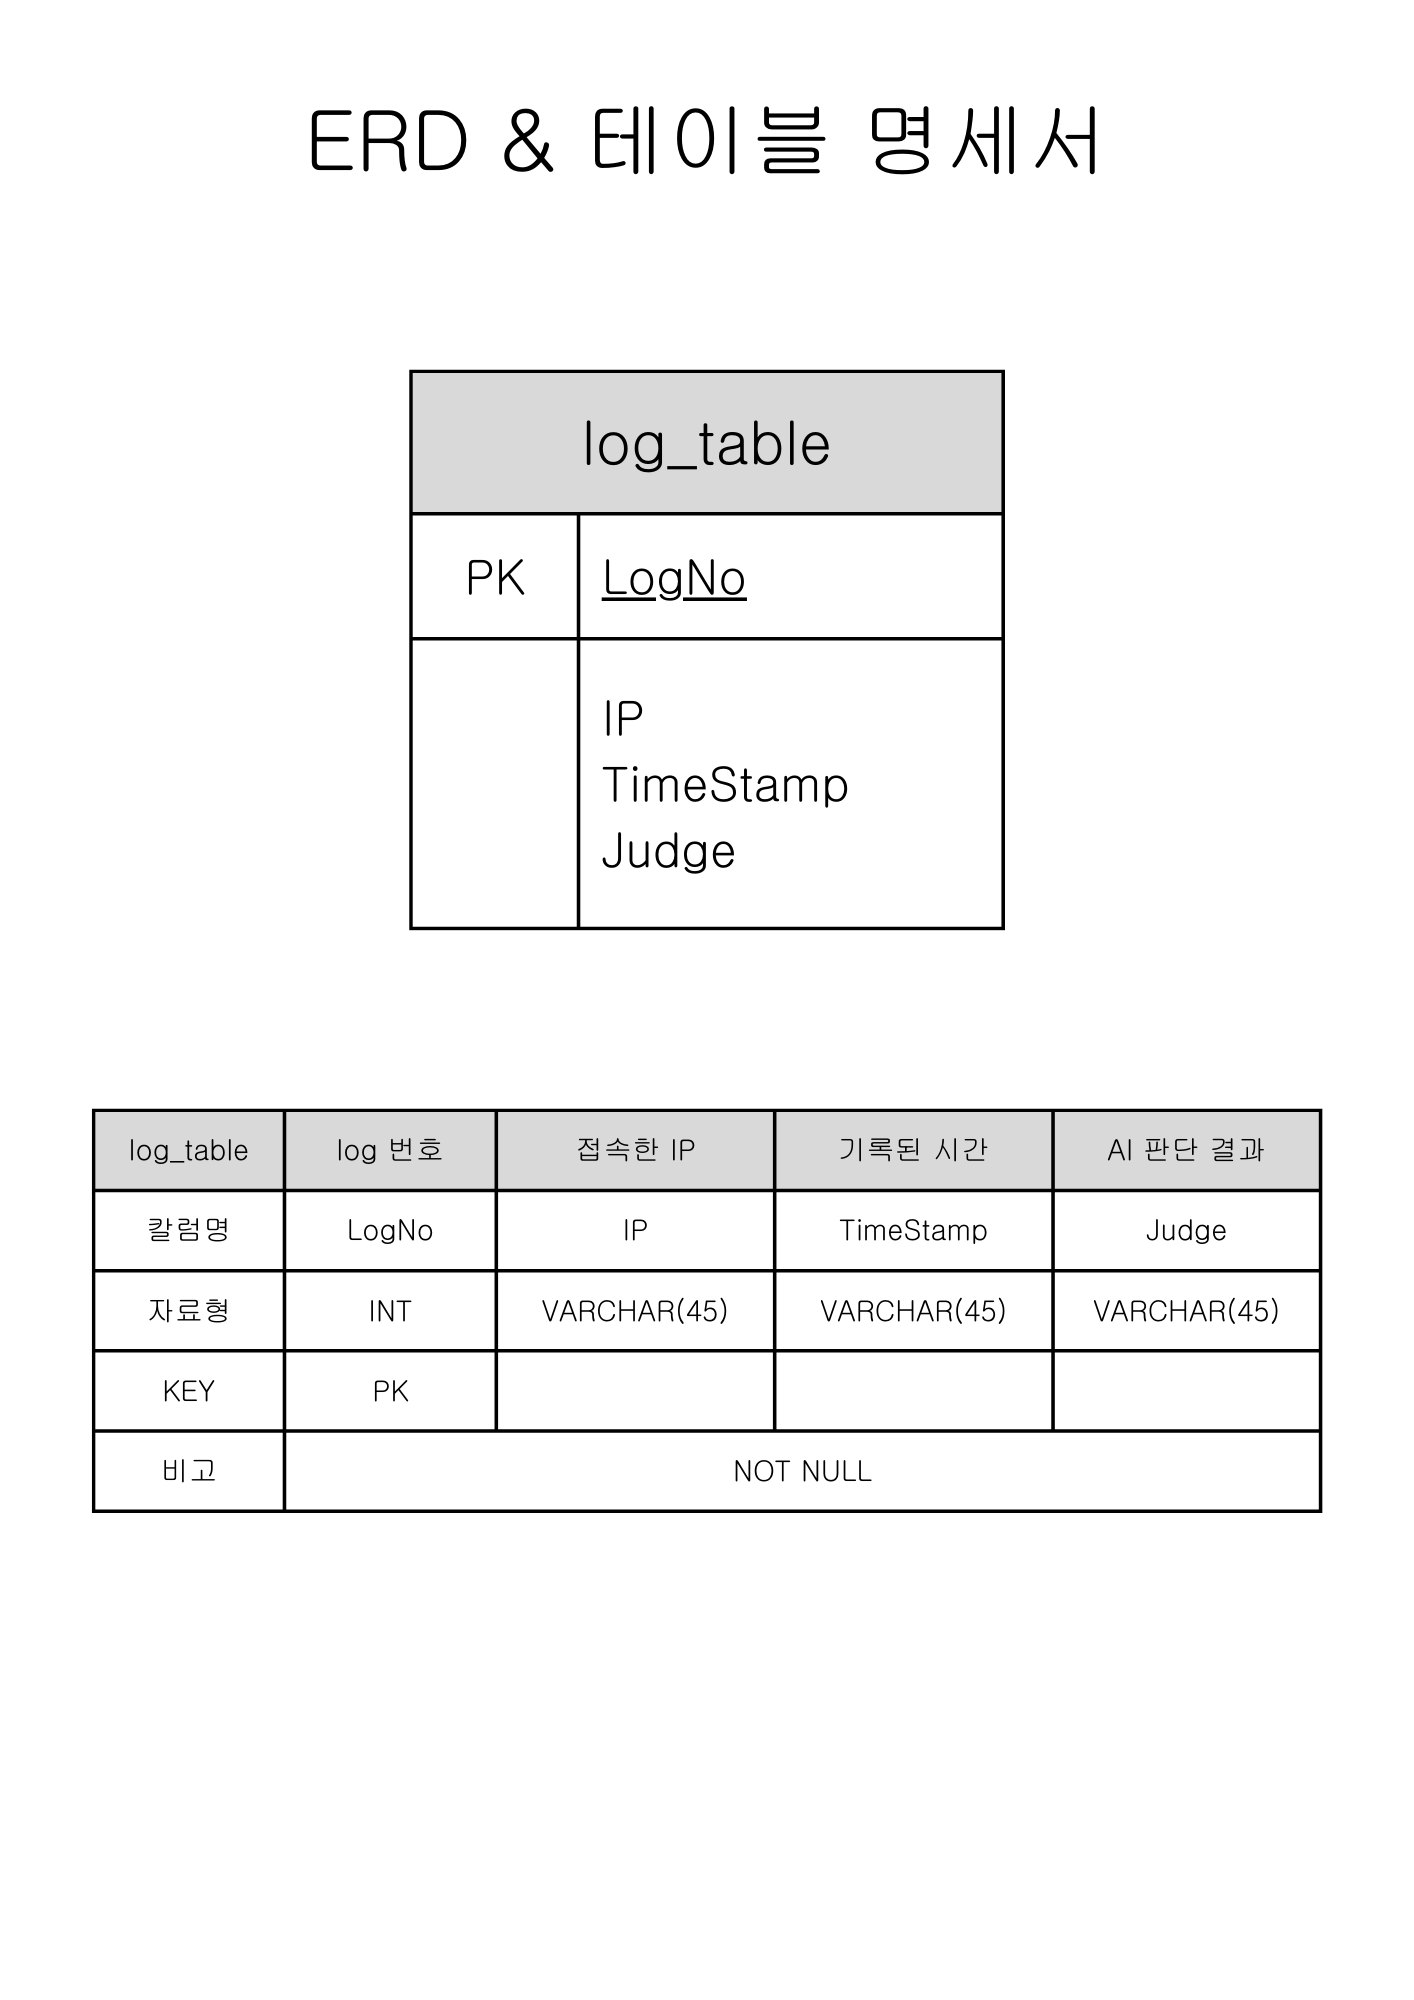 ERD & 테이블 명세서
log_table
PK LogNo
IP
TimeStamp
Judge
log_table log 번호 접속한 IP 기록된 시간 AI 판단 결과
칼럼명 LogNo IP TimeStamp Judge
자료형 INT VARCHAR(45) VARCHAR(45) VARCHAR(45)
KEY PK
비고 NOT NULL